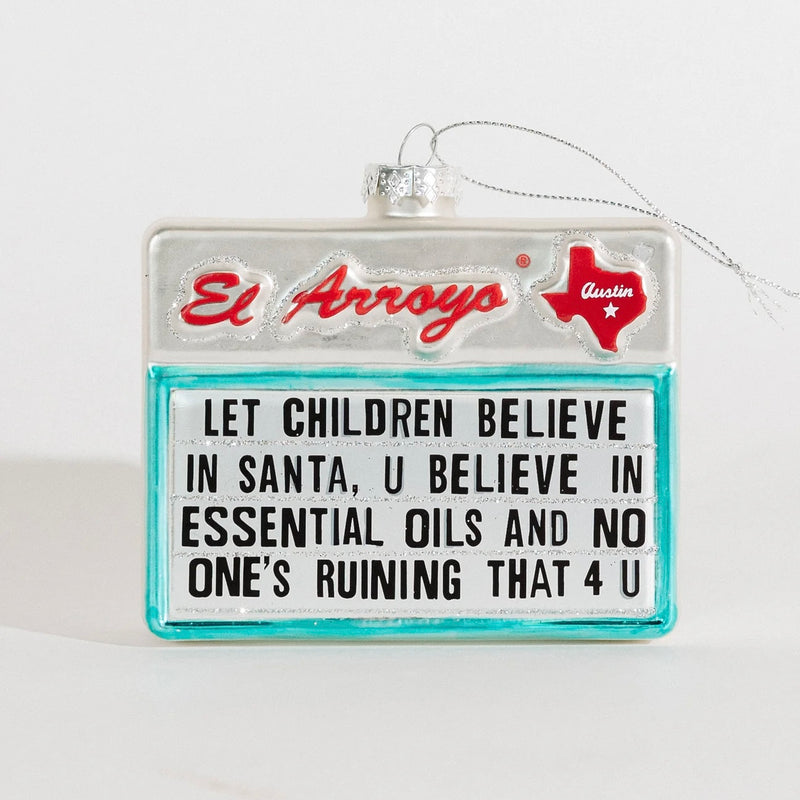 El Arroyo ®
Austin
LET CHILDREN BELIEVE
IN SANTA, U BELIEVE IN
ESSENTIAL OILS AND NO
ONE'S RUINING THAT 4 U